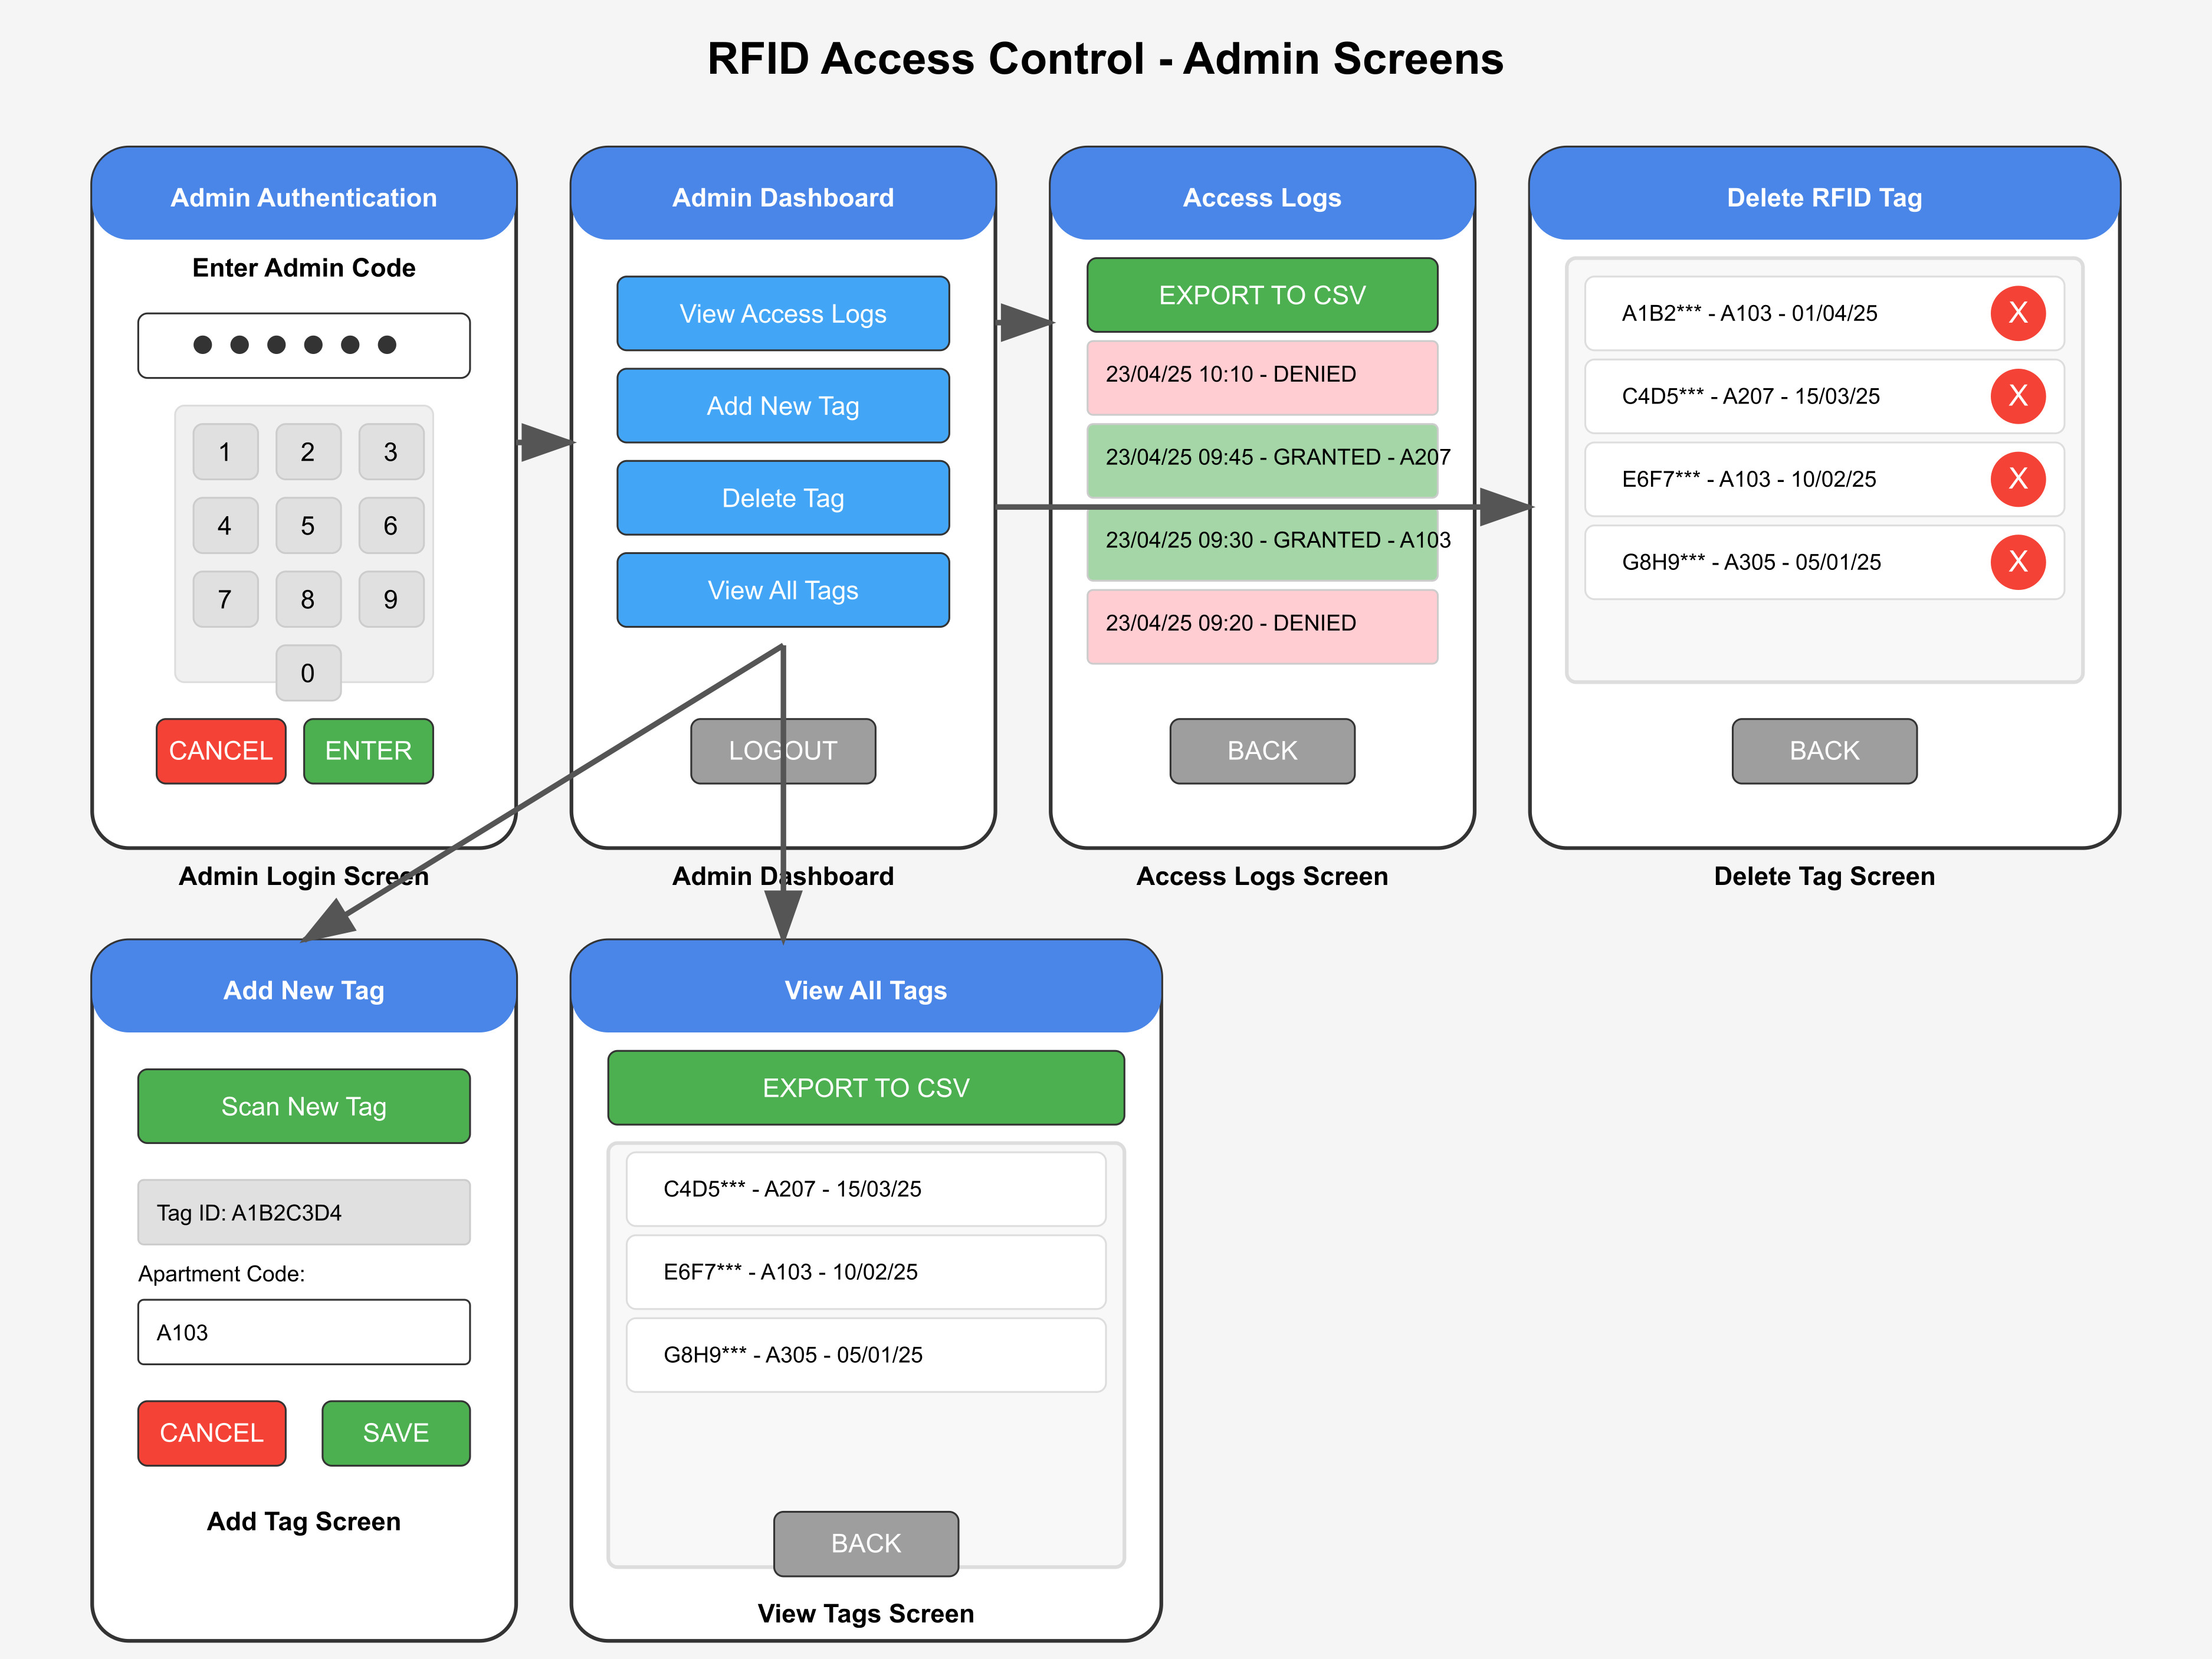 RFID Access Control - Admin Screens
Admin Authentication
Enter Admin Code
1 2 3
4 5 6
7 8 9
0
CANCEL ENTER
Admin Login Screen
Admin Dashboard
View Access Logs
Add New Tag
Delete Tag
View All Tags
LOGOUT
Admin Dashboard
Access Logs
EXPORT TO CSV
23/04/25 10:10 - DENIED
23/04/25 09:45 - GRANTED - A207
23/04/25 09:30 - GRANTED - A103
23/04/25 09:20 - DENIED
BACK
Access Logs Screen
Delete RFID Tag
A1B2*** - A103 - 01/04/25 X
C4D5*** - A207 - 15/03/25 X
E6F7*** - A103 - 10/02/25 X
G8H9*** - A305 - 05/01/25 X
BACK
Delete Tag Screen
Add New Tag
Scan New Tag
Tag ID: A1B2C3D4
Apartment Code:
A103
CANCEL SAVE
Add Tag Screen
View All Tags
EXPORT TO CSV
C4D5*** - A207 - 15/03/25
E6F7*** - A103 - 10/02/25
G8H9*** - A305 - 05/01/25
BACK
View Tags Screen